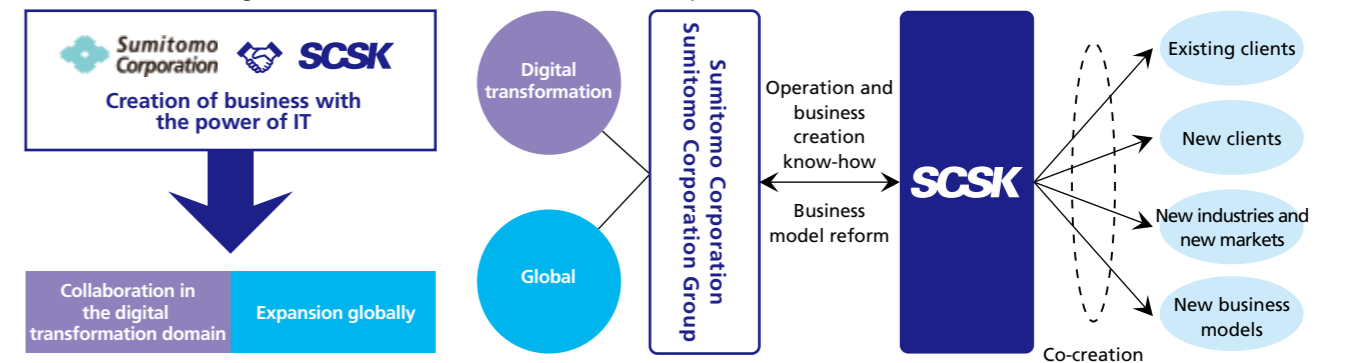 Sumitomo
Corporation
SCSK
Creation of business with
the power of IT
Collaboration in
the digital
transformation domain
Expansion globally
Digital
transformation
Global
Sumitomo Corporation
Sumitomo Corporation Group
Operation and
business
creation
know-how
Business
model reform
SCSK
Existing clients
New clients
New industries and
new markets
New business
models
Co-creation